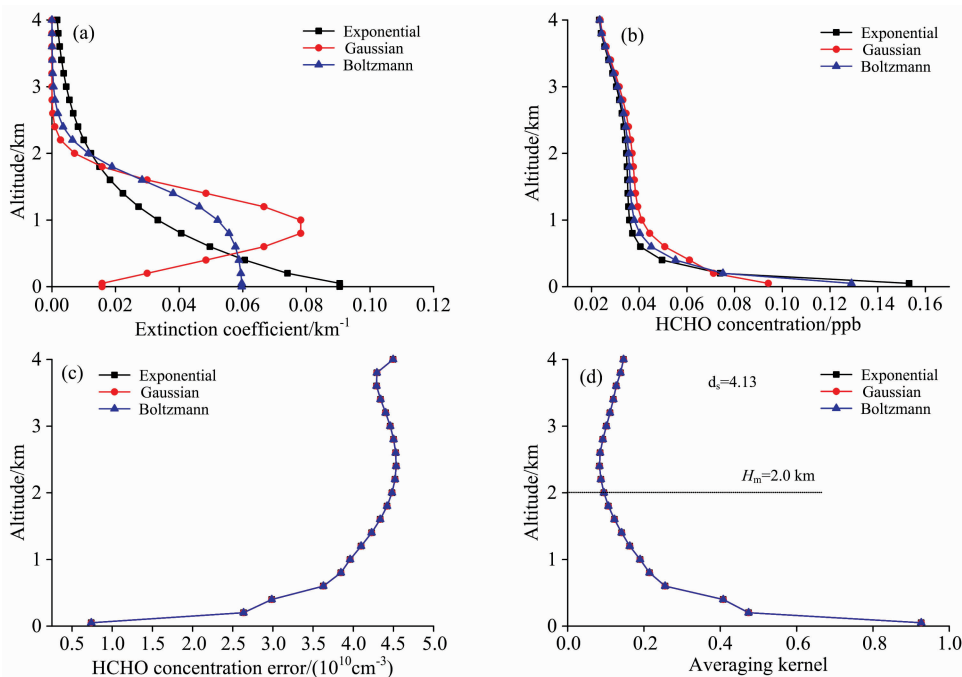 (a)
Exponential
Gaussian
Boltzmann
Altitude/km
4
3
2
1
0
0.00 0.02 0.04 0.06 0.08 0.10 0.12
Extinction coefficient/km⁻¹
(b)
Exponential
Gaussian
Boltzmann
Altitude/km
4
3
2
1
0
0.02 0.04 0.06 0.08 0.10 0.12 0.14 0.16
HCHO concentration/ppb
(c)
Exponential
Gaussian
Boltzmann
Altitude/km
4
3
2
1
0
0.5 1.0 1.5 2.0 2.5 3.0 3.5 4.0 4.5 5.0
HCHO concentration error/(10¹⁰cm⁻³)
(d)
dₛ=4.13
Exponential
Gaussian
Boltzmann
Hₘ=2.0 km
Altitude/km
4
3
2
1
0
0.0 0.2 0.4 0.6 0.8 1.0
Averaging kernel